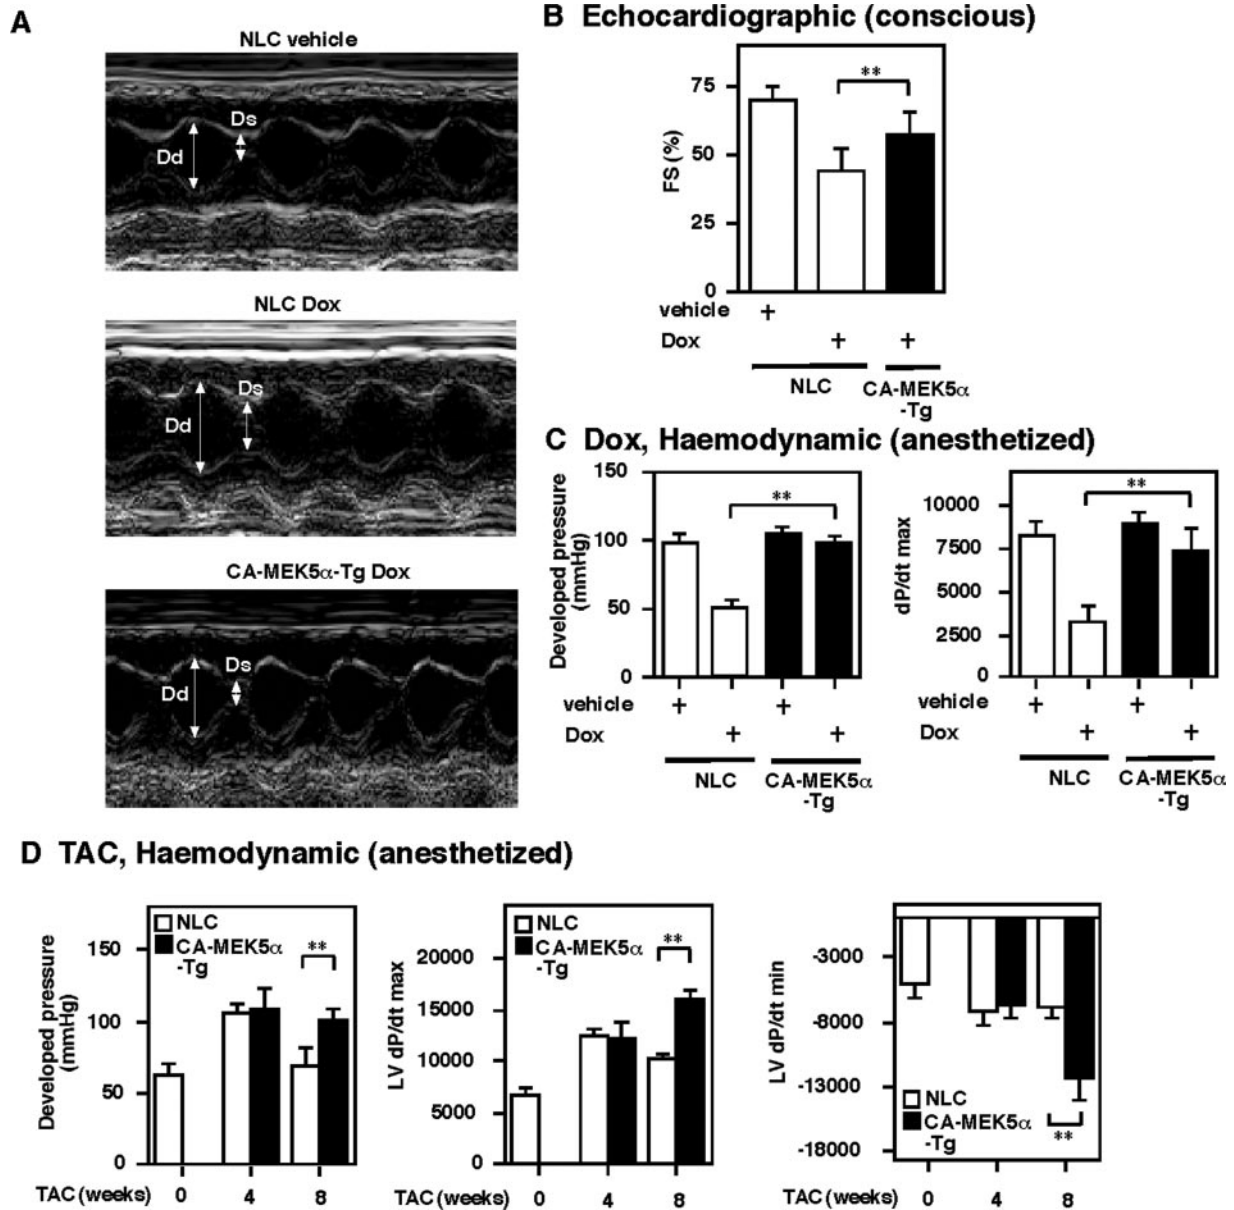 A
NLC vehicle
Ds
Dd
NLC Dox
Ds
Dd
CA-MEK5α-Tg Dox
Ds
Dd
B Echocardiographic (conscious)
**
75
50
25
0
FS (%)
vehicle +
Dox + +
NLC
CA-MEK5α
-Tg
C Dox, Haemodynamic (anesthetized)
150
100
50
0
Developed pressure
(mmHg)
**
vehicle + +
Dox + +
NLC
CA-MEK5α
-Tg
10000
7500
5000
2500
0
dP/dt max
**
vehicle + +
Dox + +
NLC
CA-MEK5α
-Tg
D TAC, Haemodynamic (anesthetized)
NLC
CA-MEK5α
-Tg
**
150
100
50
0
Developed pressure
(mmHg)
TAC (weeks) 0 4 8
NLC
CA-MEK5α
-Tg
**
20000
15000
10000
5000
0
LV dP/dt max
TAC (weeks) 0 4 8
-3000
-8000
-13000
-18000
LV dP/dt min
NLC
CA-MEK5α
-Tg
**
TAC (weeks) 0 4 8